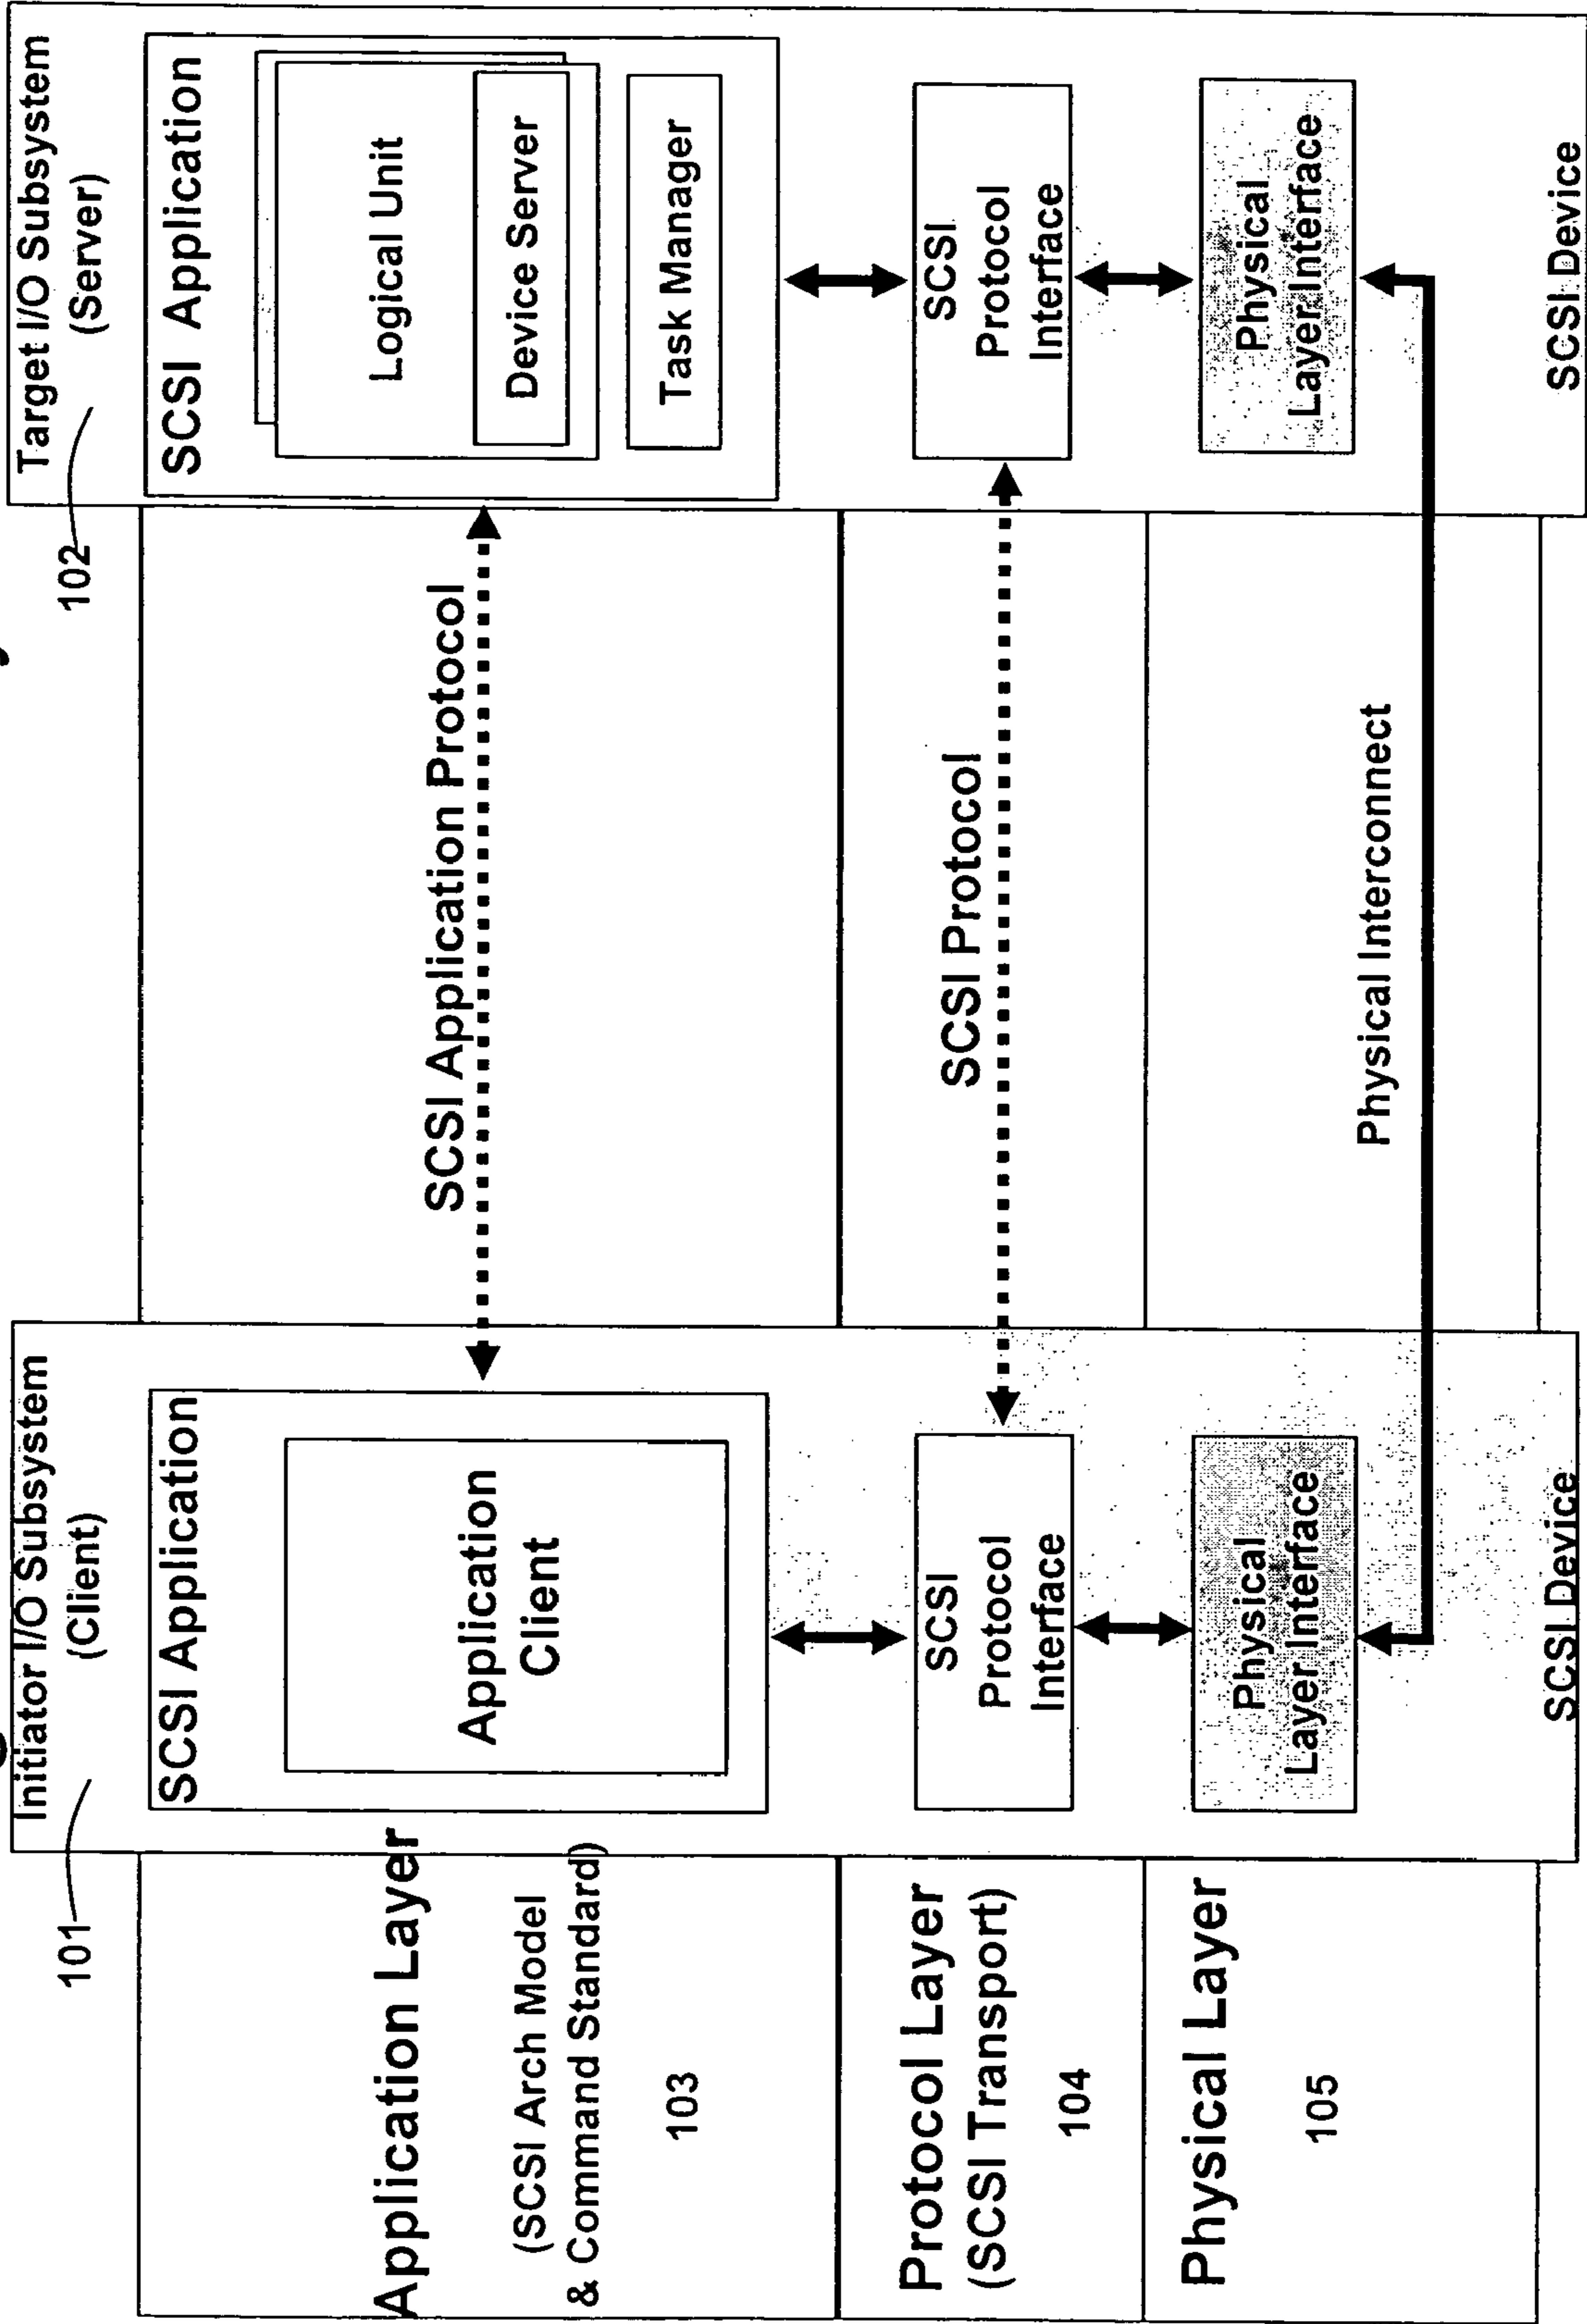 101
102
Initiator I/O Subsystem
(Client)
Target I/O Subsystem
(Server)
Application Layer
(SCSI Arch Model
& Command Standard)
103
SCSI Application
Application
Client
SCSI Application Protocol
SCSI Application
Logical Unit
Device Server
Task Manager
Protocol Layer
(SCSI Transport)
104
SCSI
Protocol
Interface
SCSI Protocol
SCSI
Protocol
Interface
Physical Layer
105
Physical
Layer Interface
Physical Interconnect
Physical
Layer Interface
SCSI Device
SCSI Device